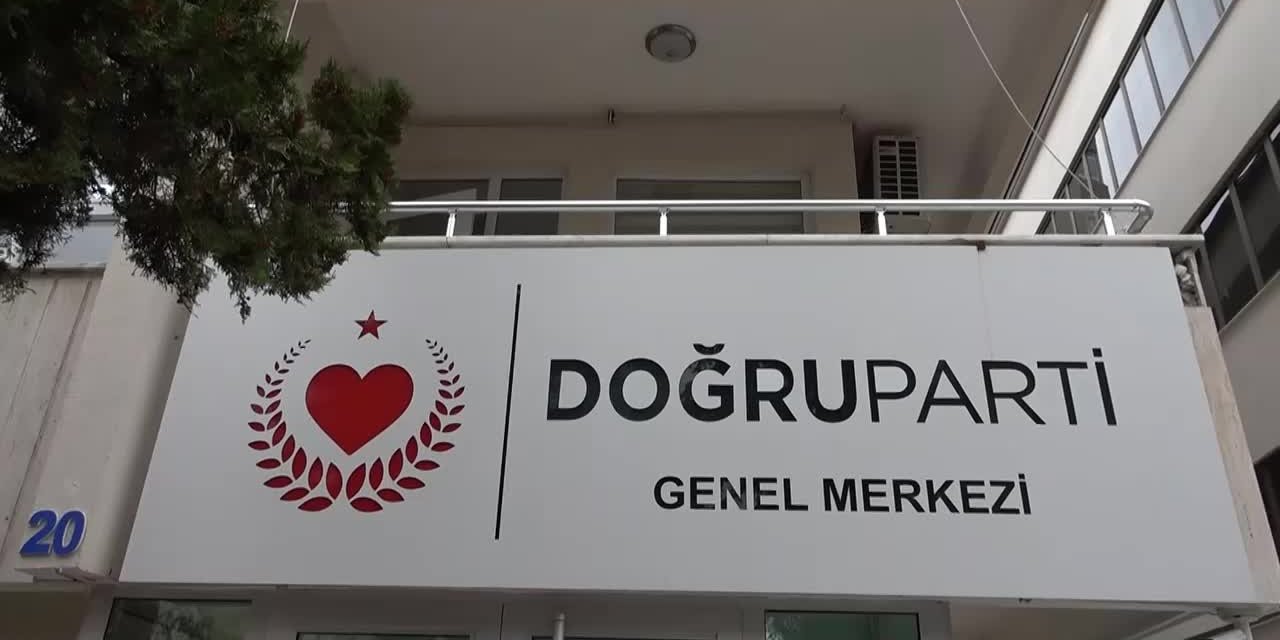 DOĞRUPARTİ
GENEL MERKEZİ
20